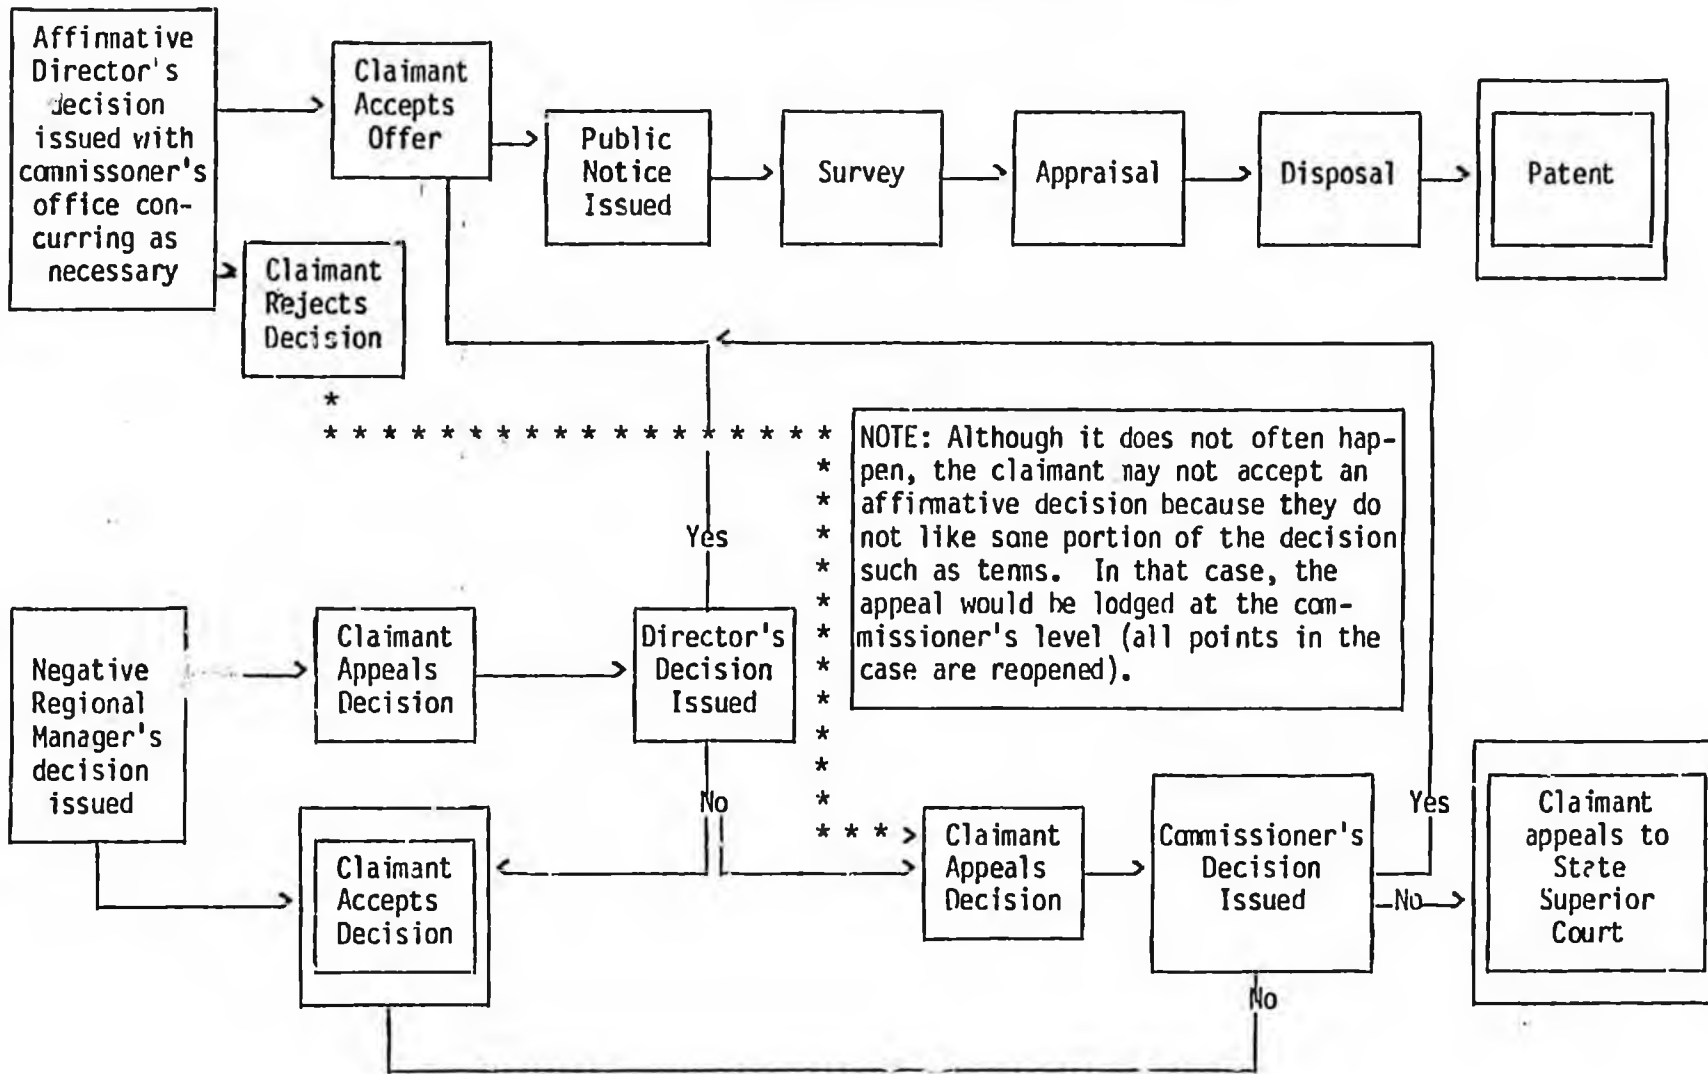 Affirmative
Director's
decision
issued with
commissoner's
office con-
curring as
necessary
Claimant
Accepts
Offer
Public
Notice
Issued
Survey
Appraisal
Disposal
Patent
Claimant
Rejects
Decision
*
* * * * * * * * * * * * * * * * * *
*
*
*
*
*
*
*
*
*
*
*
*
* * *
NOTE: Although it does not often hap-
pen, the claimant may not accept an
affirmative decision because they do
not like some portion of the decision
such as terms. In that case, the
appeal would be lodged at the com-
missioner's level (all points in the
case are reopened).
Yes
Negative
Regional
Manager's
decision
issued
Claimant
Appeals
Decision
Director's
Decision
Issued
No
Claimant
Accepts
Decision
Claimant
Appeals
Decision
Commissioner's
Decision
Issued
Yes
No
No
Claimant
appeals to
State
Superior
Court